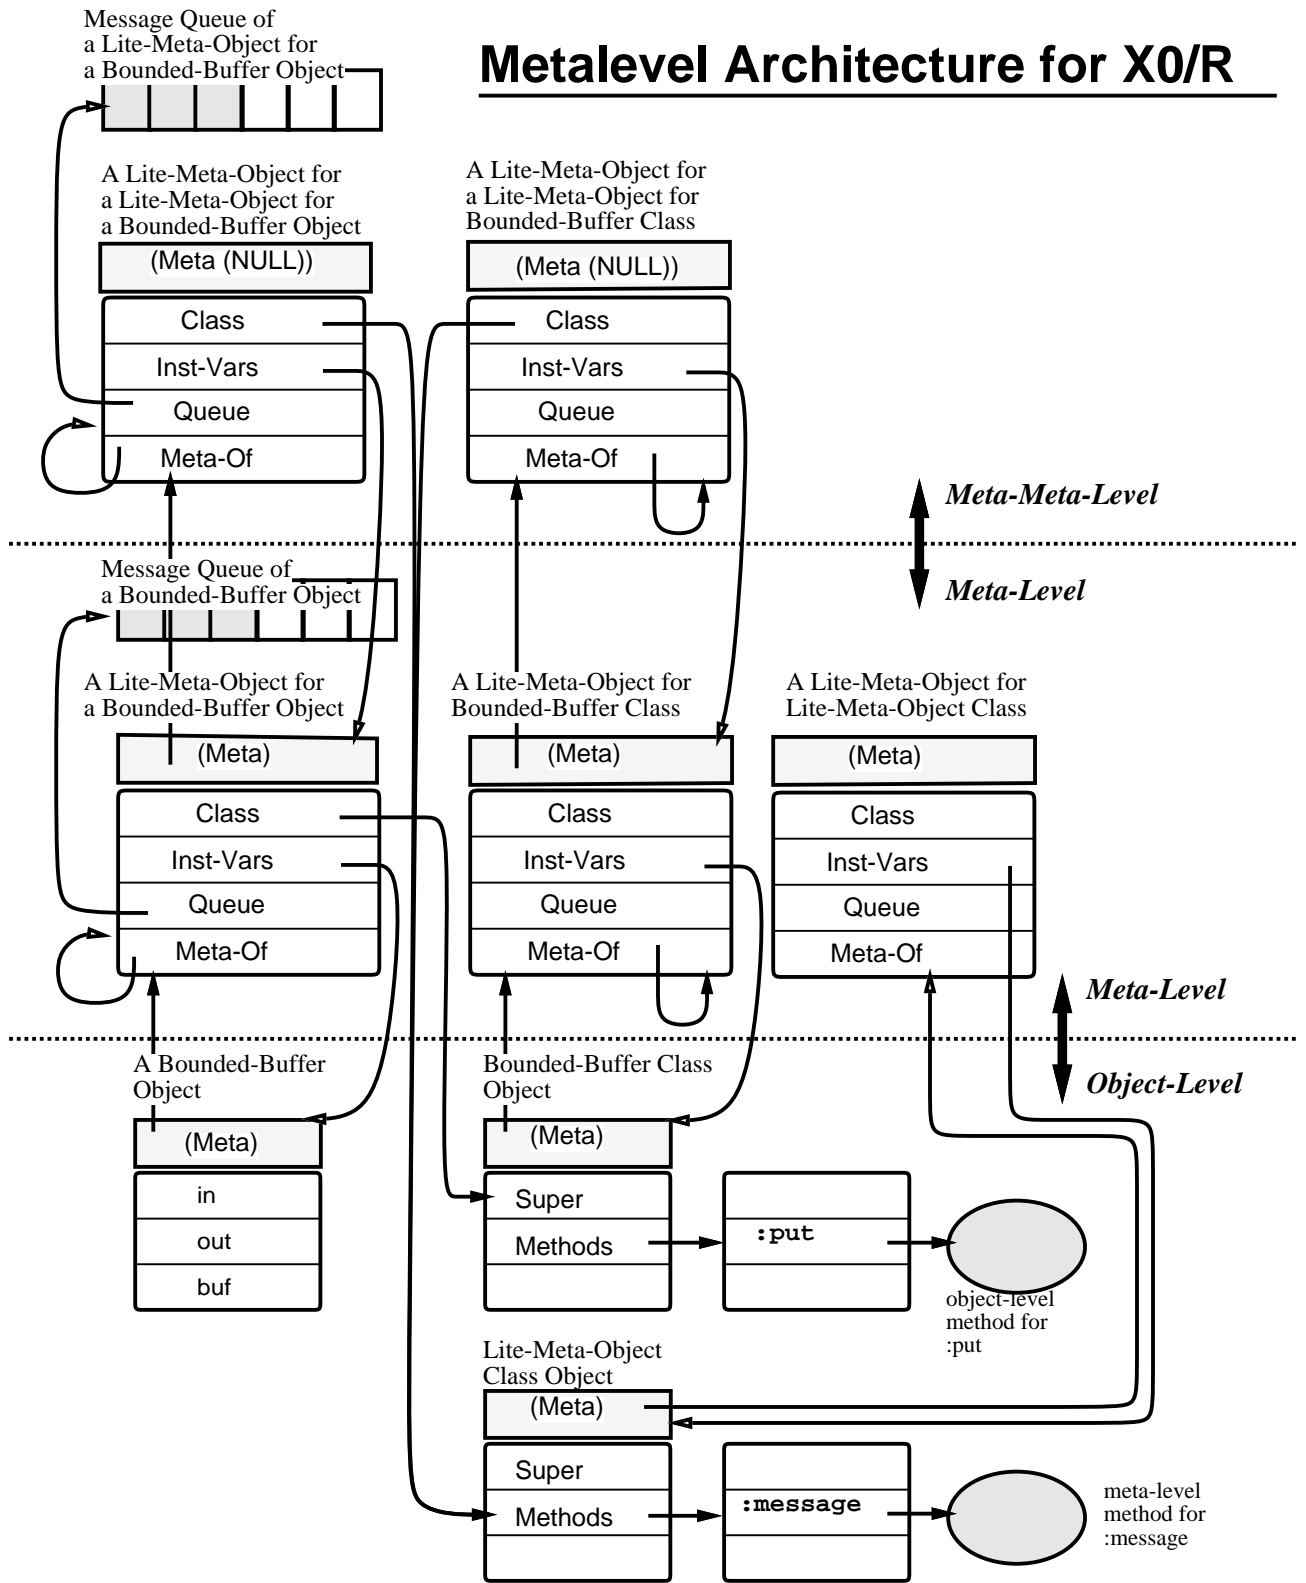 Message Queue of
a Lite-Meta-Object for
a Bounded-Buffer Object
Metalevel Architecture for X0/R
A Lite-Meta-Object for
a Lite-Meta-Object for
a Bounded-Buffer Object
(Meta (NULL))
Class
Inst-Vars
Queue
Meta-Of
A Lite-Meta-Object for
a Lite-Meta-Object for
Bounded-Buffer Class
(Meta (NULL))
Class
Inst-Vars
Queue
Meta-Of
Meta-Meta-Level
Meta-Level
Message Queue of
a Bounded-Buffer Object
A Lite-Meta-Object for
a Bounded-Buffer Object
(Meta)
Class
Inst-Vars
Queue
Meta-Of
A Lite-Meta-Object for
Bounded-Buffer Class
(Meta)
Class
Inst-Vars
Queue
Meta-Of
A Lite-Meta-Object for
Lite-Meta-Object Class
(Meta)
Class
Inst-Vars
Queue
Meta-Of
Meta-Level
Object-Level
A Bounded-Buffer
Object
(Meta)
in
out
buf
Bounded-Buffer Class
Object
(Meta)
Super
Methods
:put
object-level
method for
:put
Lite-Meta-Object
Class Object
(Meta)
Super
Methods
:message
meta-level
method for
:message